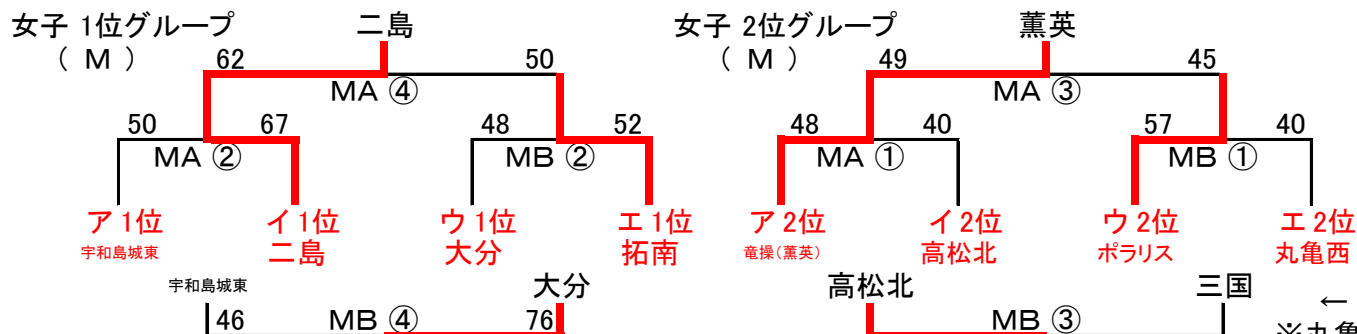 女子 1位グループ 二島 女子 2位グループ 薫英
( M ) 62 50 ( M ) 49 45
MA ④ MA ③
50 67 48 52 48 40 57 40
MA ② MB ② MA ① MB ①
ア 1位 イ 1位 ウ 1位 エ 1位 ア 2位 イ 2位 ウ 2位 エ 2位
宇和島城東 二島 大分 拓南 竜操(薫英) 高松北 ポラリス 丸亀西
宇和島城東 大分 高松北 三国 ←
46 MB ④ 76 MB ③